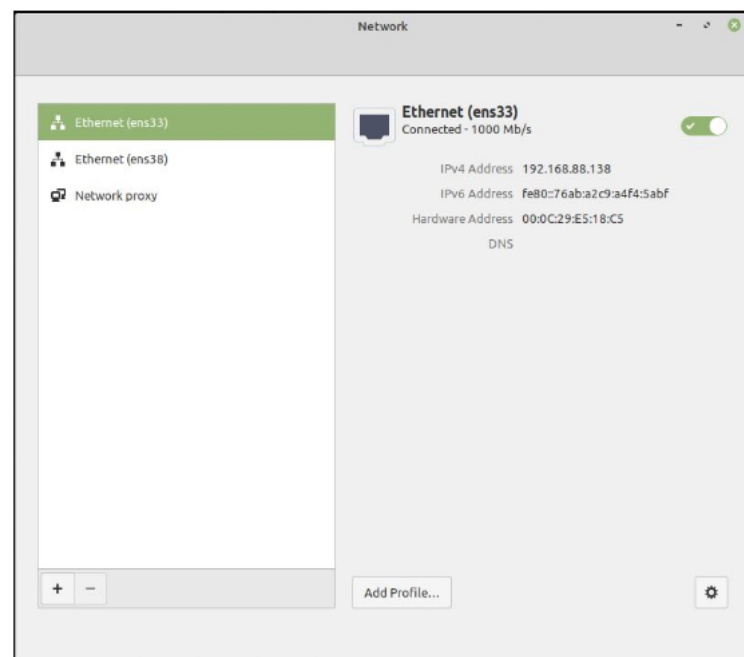 Network
Ethernet (ens33)
Ethernet (ens38)
Network proxy
Ethernet (ens33)
Connected - 1000 Mb/s
IPv4 Address 192.168.88.138
IPv6 Address fe80::76ab:a2c9:a4f4:5abf
Hardware Address 00:0C:29:E5:18:C5
DNS
Add Profile...